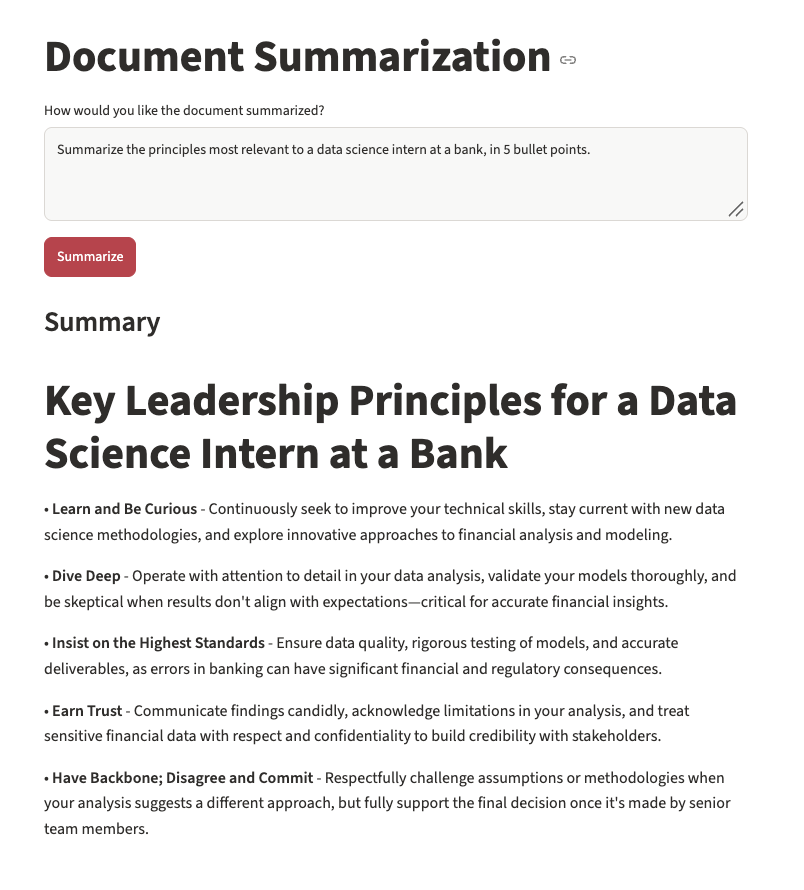 Document Summarization
How would you like the document summarized?
Summarize the principles most relevant to a data science intern at a bank, in 5 bullet points.
Summarize
Summary
Key Leadership Principles for a Data
Science Intern at a Bank
• Learn and Be Curious - Continuously seek to improve your technical skills, stay current with new data
science methodologies, and explore innovative approaches to financial analysis and modeling.
• Dive Deep - Operate with attention to detail in your data analysis, validate your models thoroughly, and
be skeptical when results don't align with expectations—critical for accurate financial insights.
• Insist on the Highest Standards - Ensure data quality, rigorous testing of models, and accurate
deliverables, as errors in banking can have significant financial and regulatory consequences.
• Earn Trust - Communicate findings candidly, acknowledge limitations in your analysis, and treat
sensitive financial data with respect and confidentiality to build credibility with stakeholders.
• Have Backbone; Disagree and Commit - Respectfully challenge assumptions or methodologies when
your analysis suggests a different approach, but fully support the final decision once it's made by senior
team members.